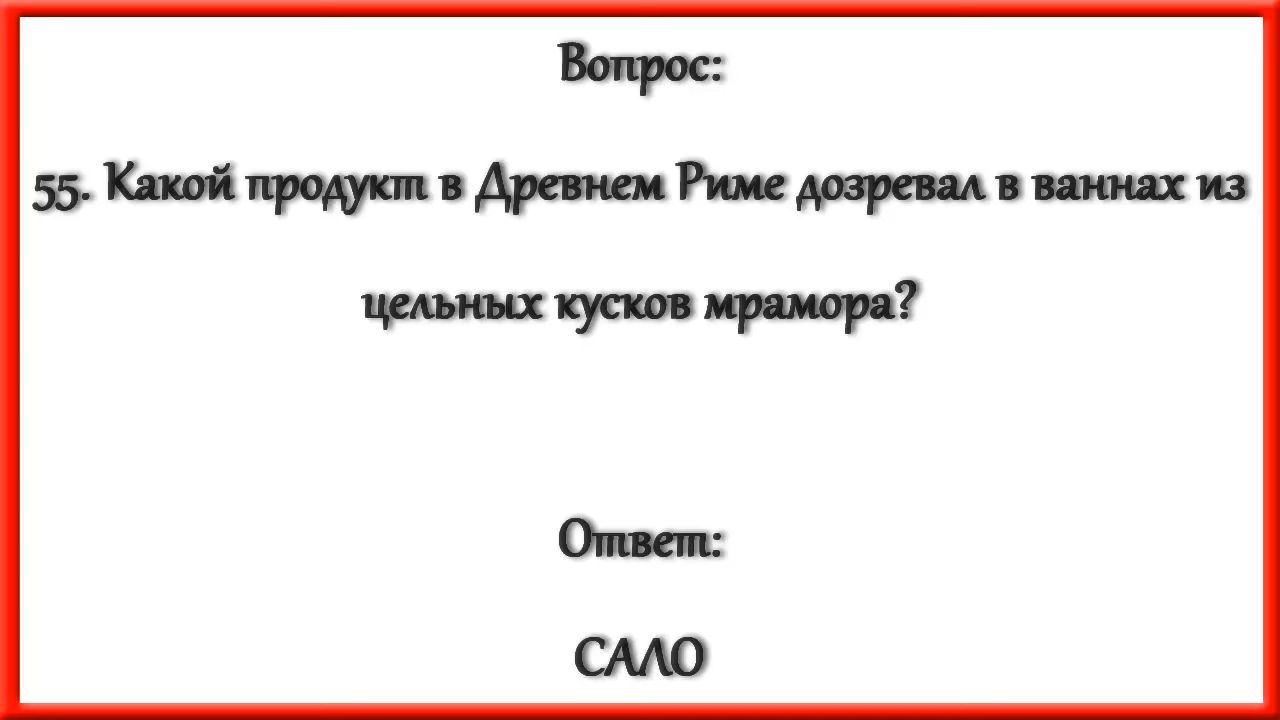 Вопрос:
55. Какой продукт в Древнем Риме дозревал в ваннах из
цельных кусков мрамора?
Ответ:
САЛО